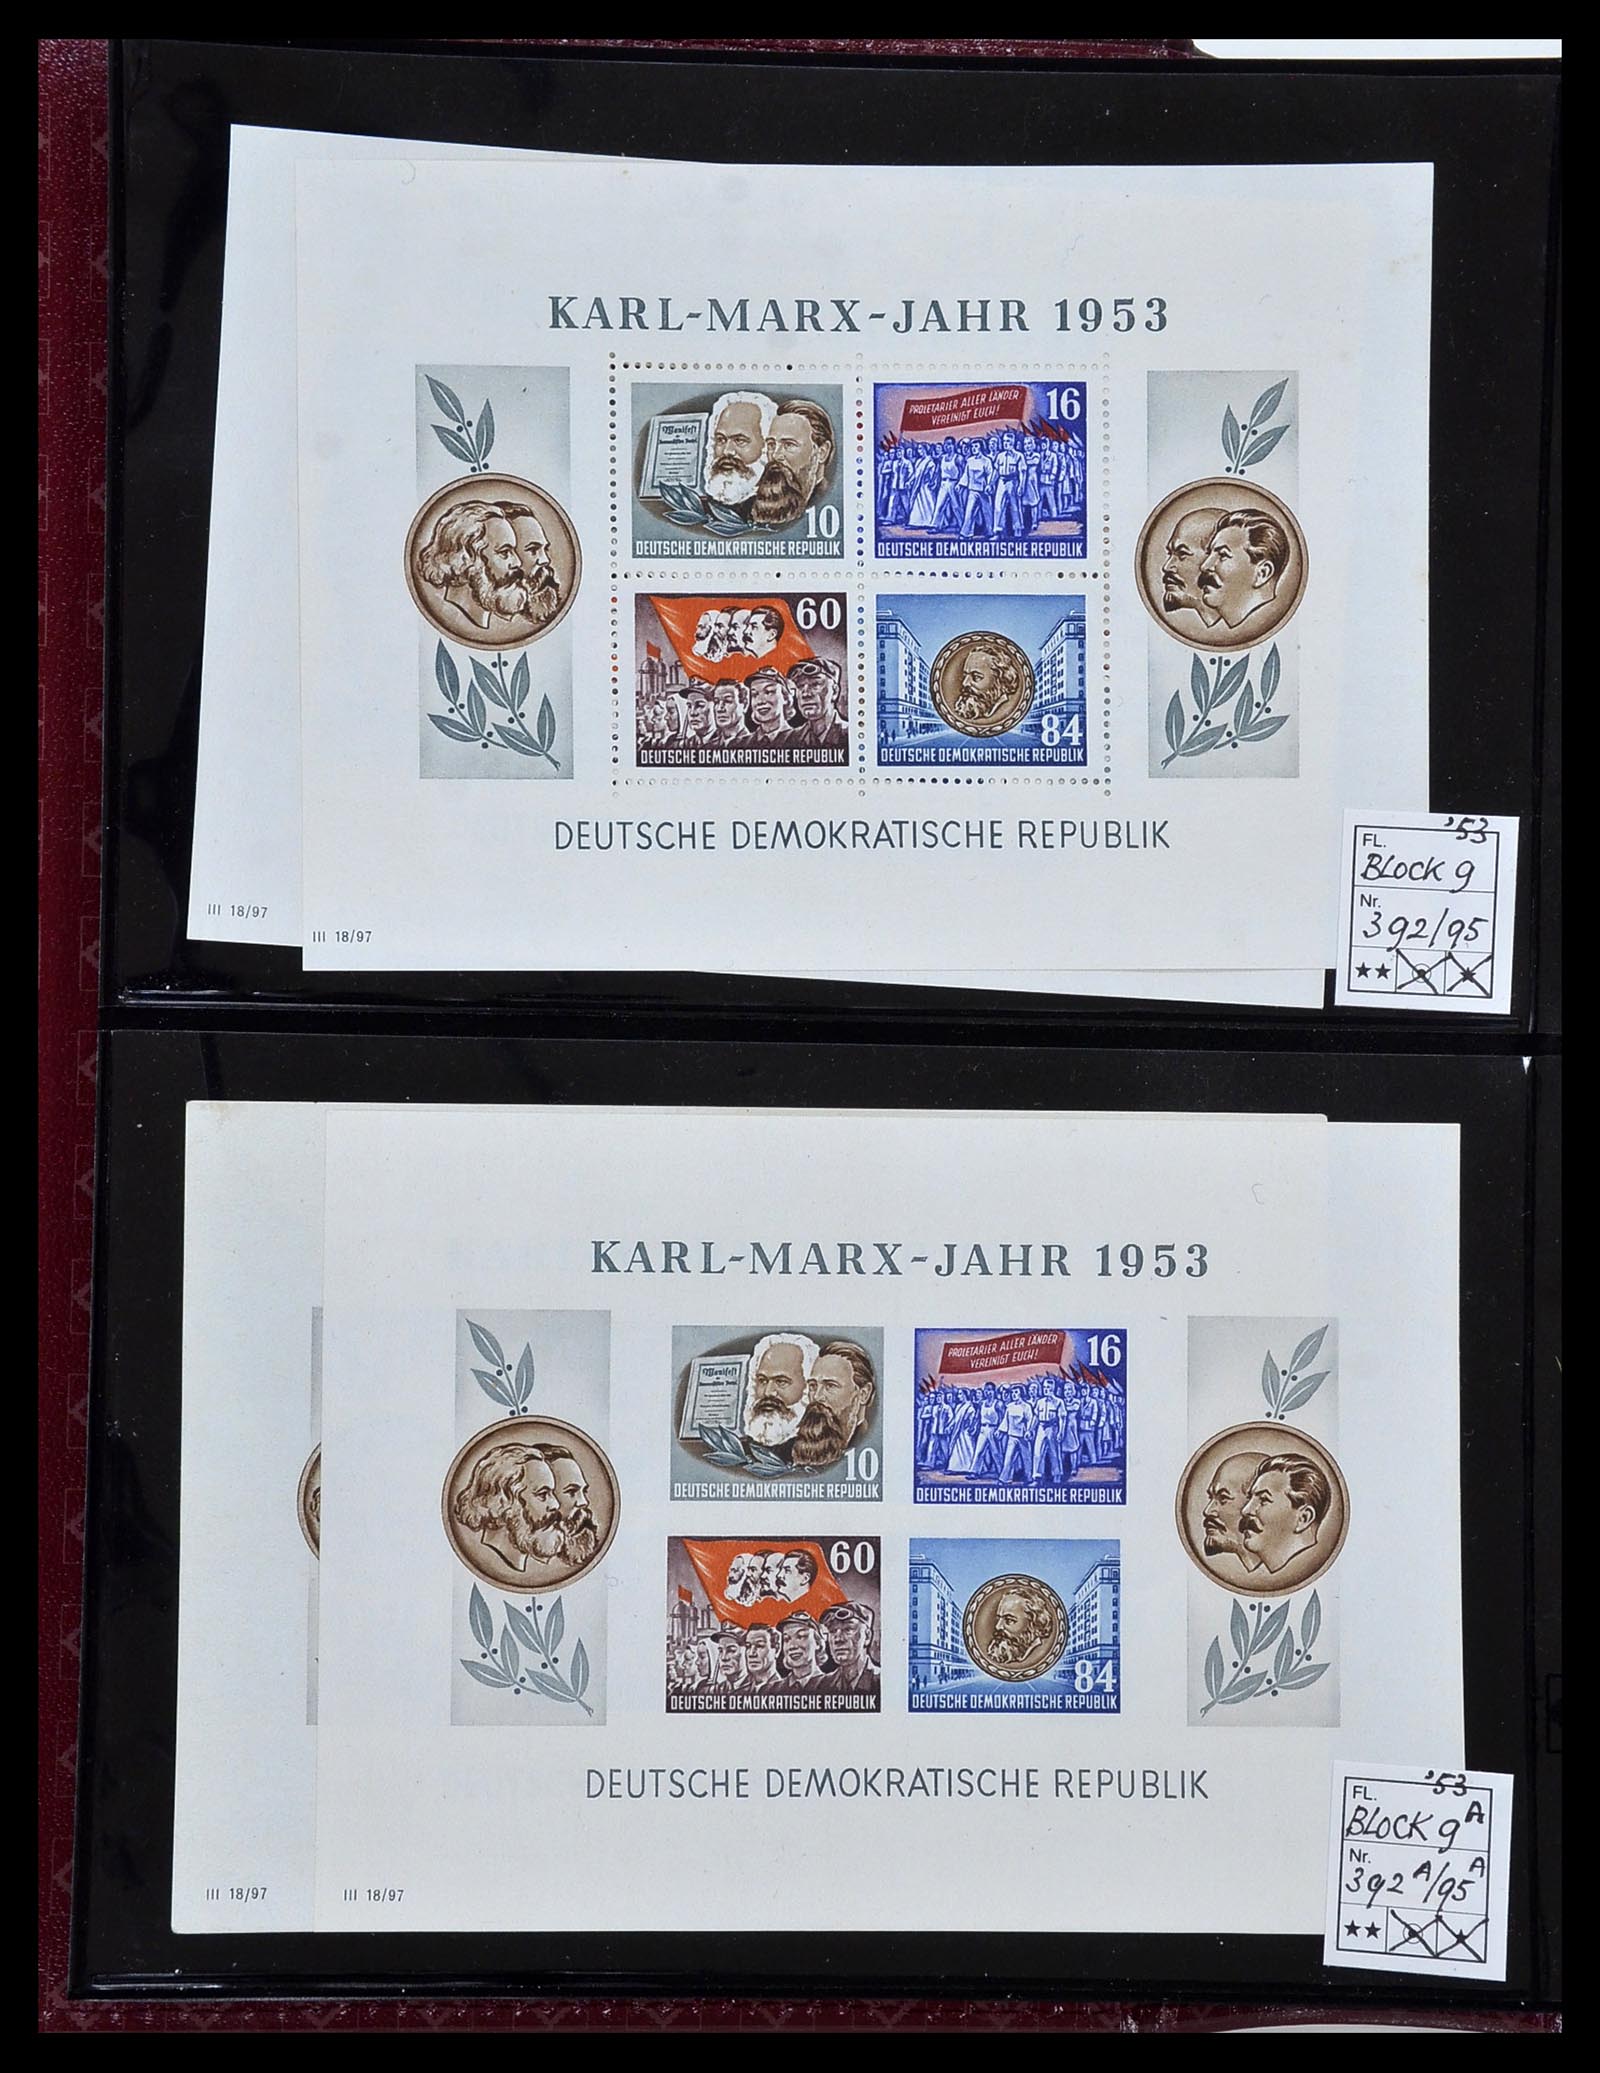 KARL-MARX-JAHR 1953
PROLETARIER ALLER LÄNDER
VEREINIGT EUCH!
16
Manifest
10
DEUTSCHE DEMOKRATISCHE REPUBLIK
DEUTSCHE DEMOKRATISCHE REPUBLIK
60
84
DEUTSCHE DEMOKRATISCHE REPUBLIK
DEUTSCHE DEMOKRATISCHE REPUBLIK
DEUTSCHE DEMOKRATISCHE REPUBLIK
III 18/97
III 18/97
'53
FL.
BLOCK 9
Nr.
392/95
★★
KARL-MARX-JAHR 1953
PROLETARIER ALLER LÄNDER
VEREINIGT EUCH!
16
Manifest
10
DEUTSCHE DEMOKRATISCHE REPUBLIK
DEUTSCHE DEMOKRATISCHE REPUBLIK
60
84
DEUTSCHE DEMOKRATISCHE REPUBLIK
DEUTSCHE DEMOKRATISCHE REPUBLIK
DEUTSCHE DEMOKRATISCHE REPUBLIK
III 18/97
III 18/97
'53
FL.
BLOCK 9A
Nr.
392A/95A
★★